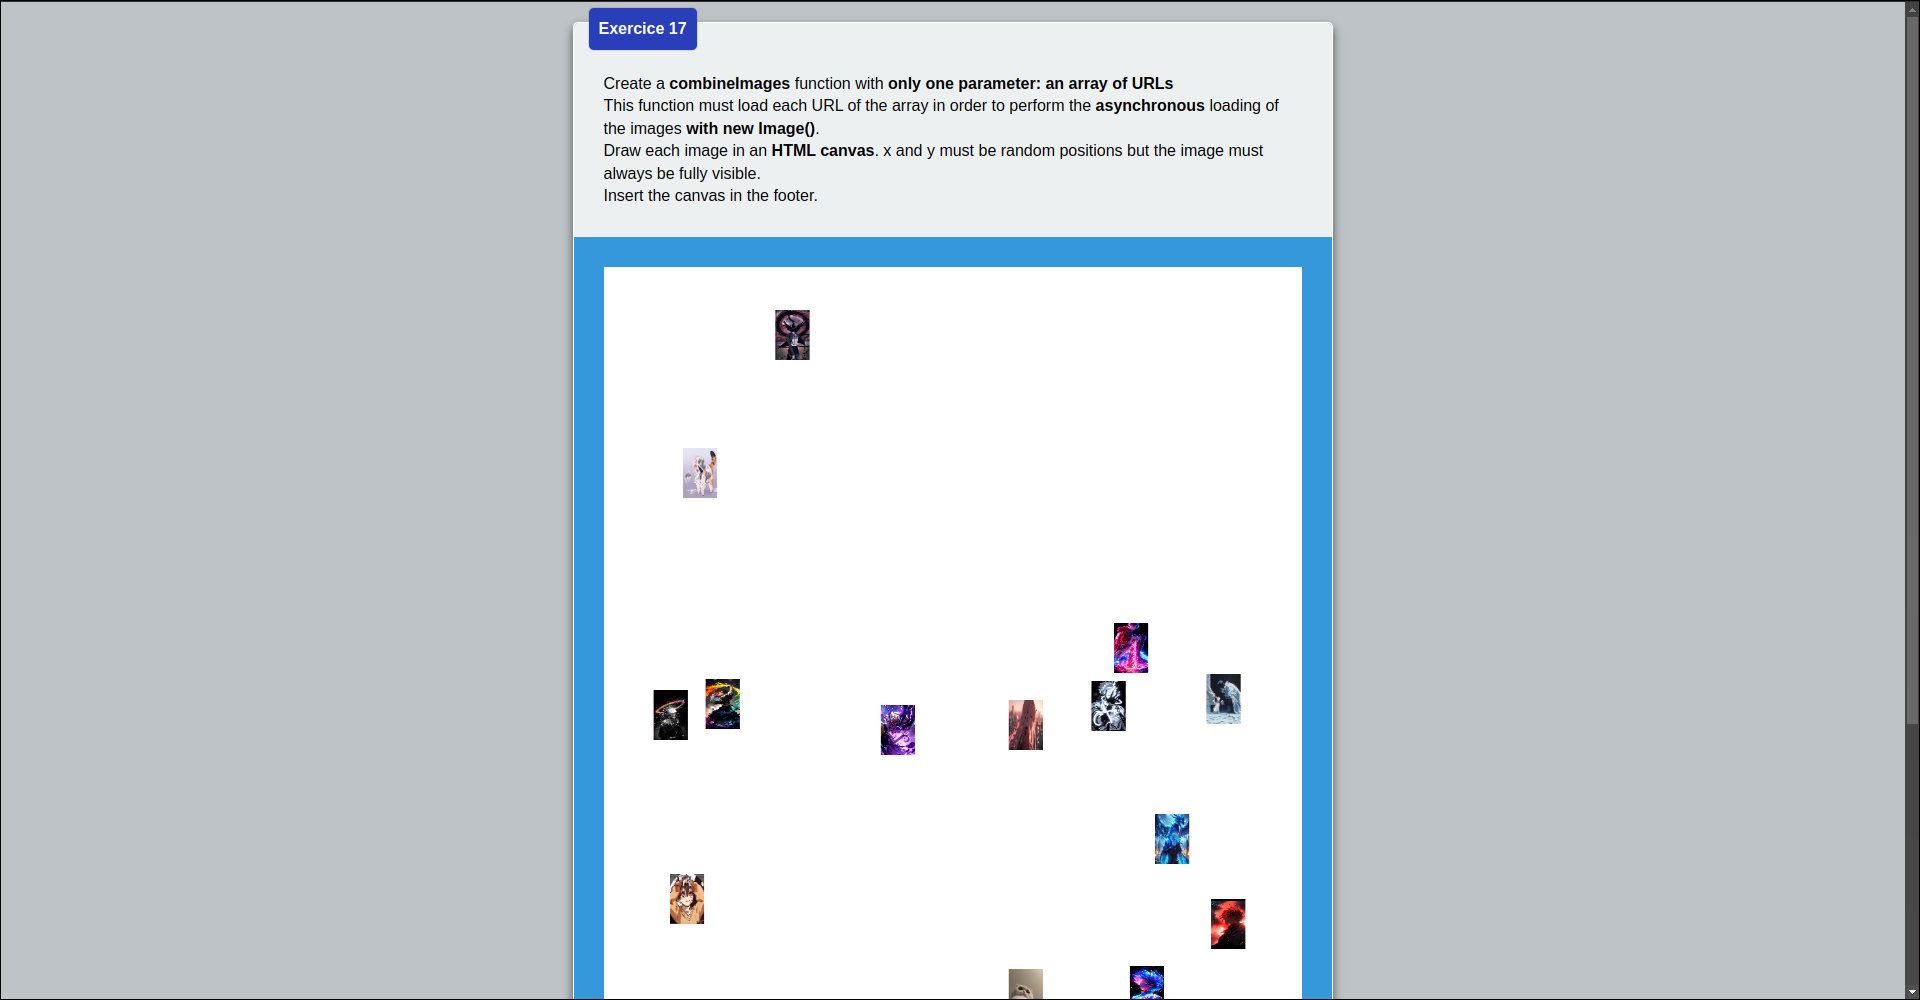 Exercice 17
Create a combineImages function with only one parameter: an array of URLs
This function must load each URL of the array in order to perform the asynchronous loading of
the images with new Image().
Draw each image in an HTML canvas. x and y must be random positions but the image must
always be fully visible.
Insert the canvas in the footer.